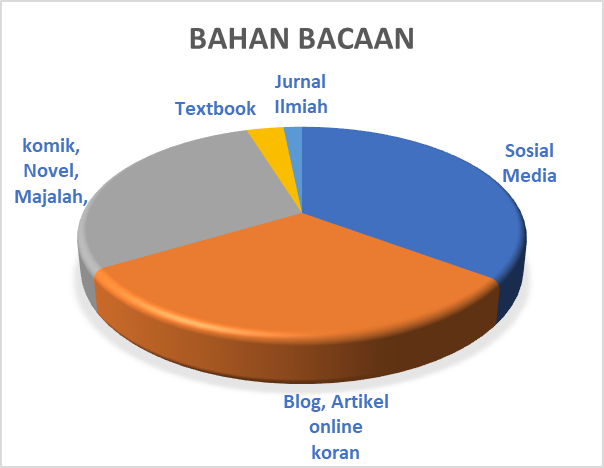 BAHAN BACAAN
Jurnal
Ilmiah
Textbook
komik,
Novel,
Majalah,
Sosial
Media
Blog, Artikel
online
koran